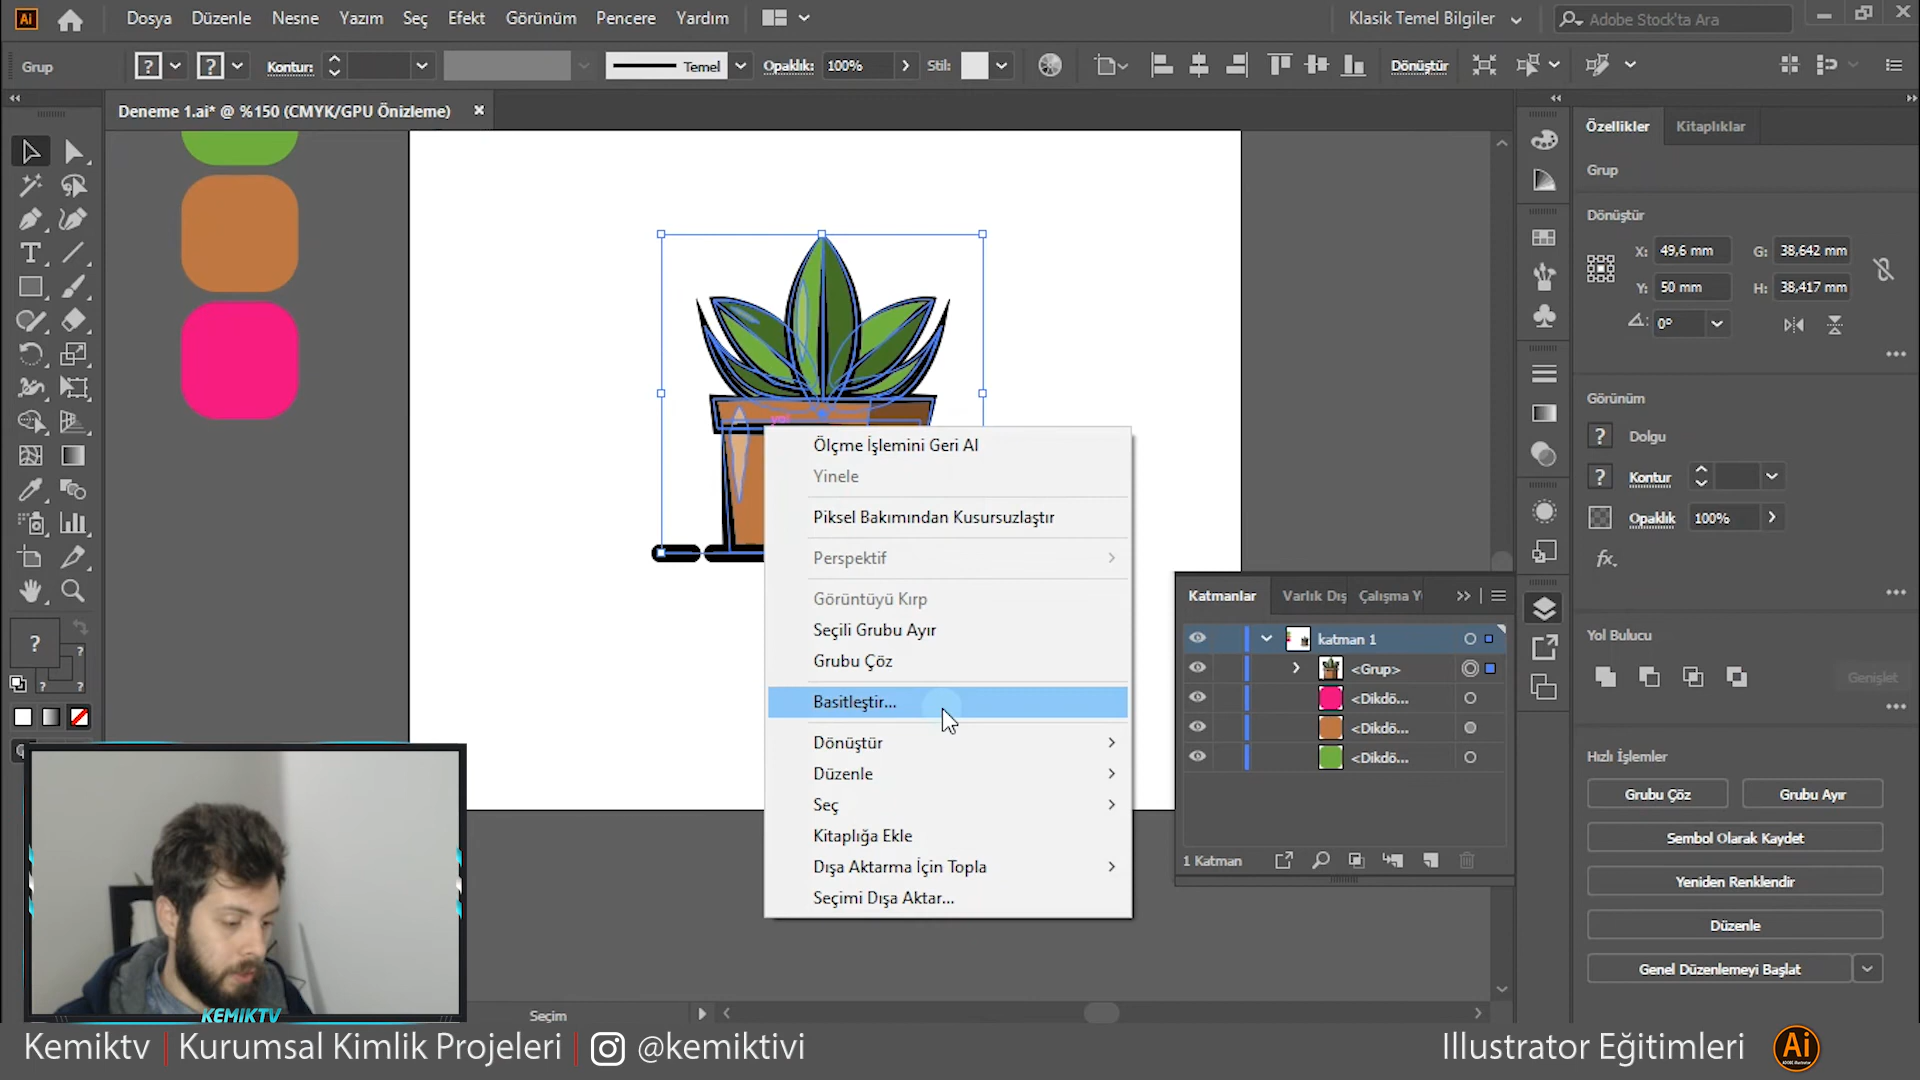 Ai Dosya Düzenle Nesne Yazım Seç Efekt Görünüm Pencere Yardım Klasik Temel Bilgiler Adobe Stock'ta Ara
Grup ? ? Kontur: Temel Opaklık: 100% Stil: Dönüştür
Deneme 1.ai* @ %150 (CMYK/GPU Önizleme) ×
Özellikler Kitaplıklar
Grup
Dönüştür
X: 49,6 mm G: 38,642 mm
Y: 50 mm H: 38,417 mm
0°
Görünüm
? Dolgu
? Kontur
Opaklık 100%
fx.
Yol Bulucu
Genişlet
Hızlı İşlemler
Grubu Çöz Grubu Ayır
Sembol Olarak Kaydet
Yeniden Renklendir
Düzenle
Genel Düzenlemeyi Başlat
Ölçme İşlemini Geri Al
Yinele
Piksel Bakımından Kusursuzlaştır
Perspektif
Görüntüyü Kırp
Seçili Grubu Ayır
Grubu Çöz
Basitleştir...
Dönüştür
Düzenle
Seç
Kitaplığa Ekle
Dışa Aktarma İçin Topla
Seçimi Dışa Aktar...
Katmanlar Varlık Dış Çalışma Y
katman 1
<Grup>
<Dikdö...
<Dikdö...
<Dikdö...
1 Katman
? ?
? ?
KEMIKTV
Seçim
Kemiktv | Kurumsal Kimlik Projeleri | @kemiktivi Illustrator Eğitimleri Ai